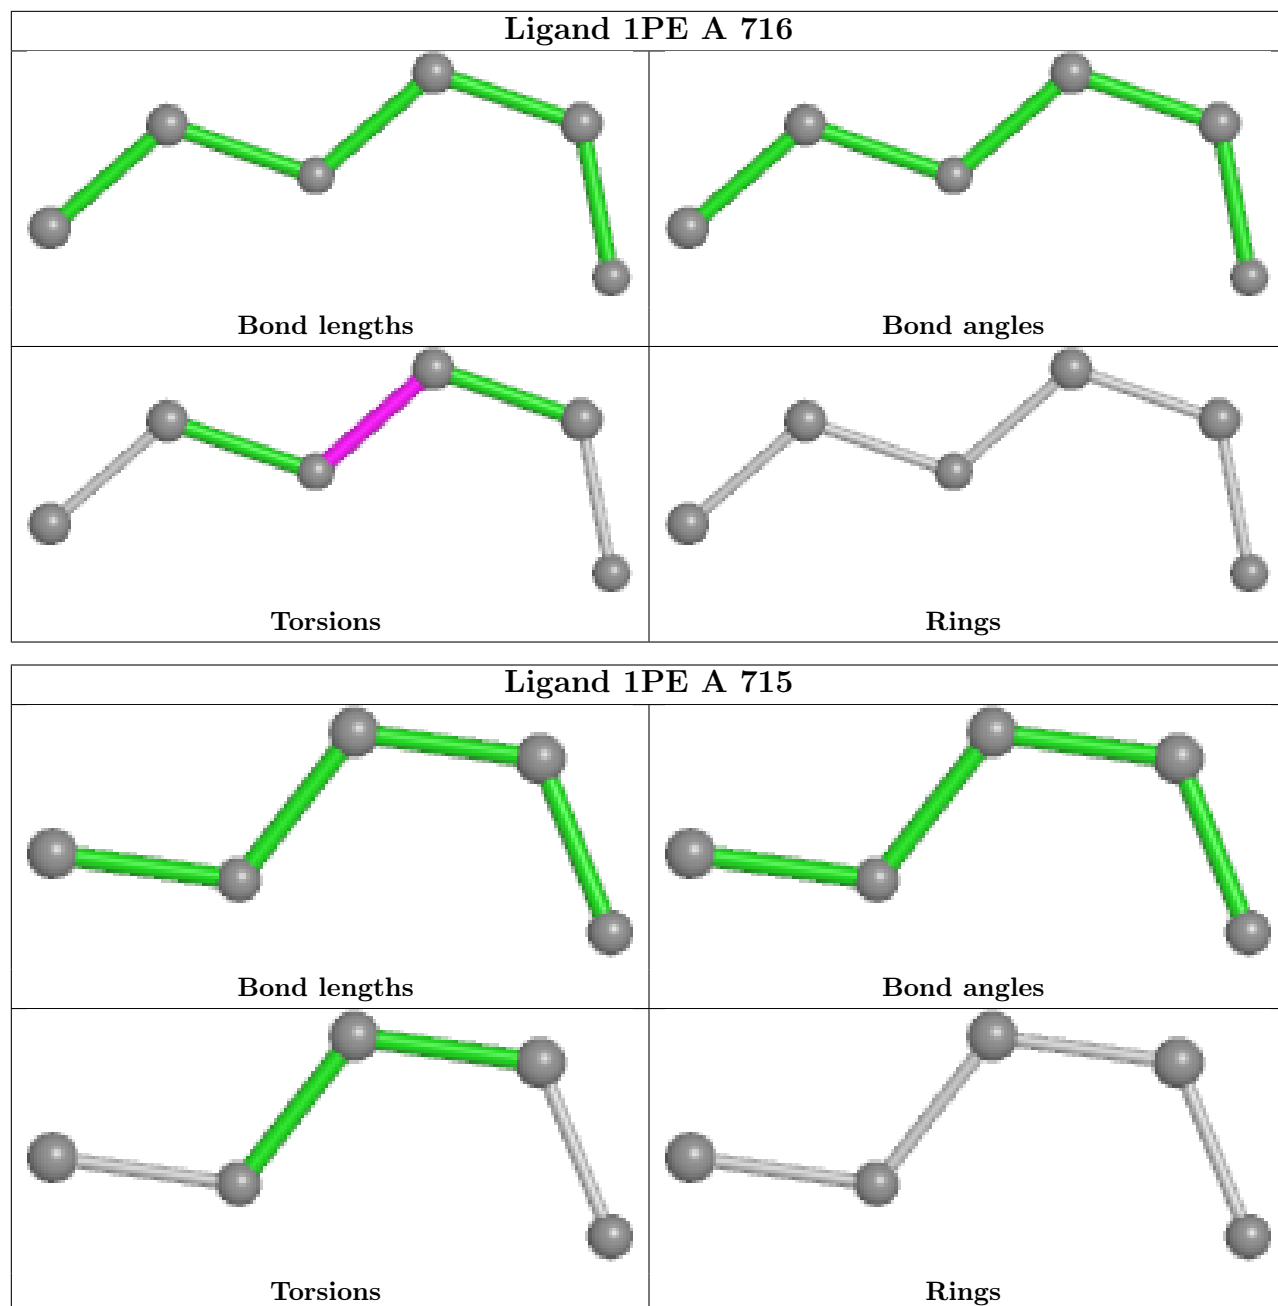 Ligand 1PE A 716
Bond lengths
Bond angles
Torsions
Rings
Ligand 1PE A 715
Bond lengths
Bond angles
Torsions
Rings